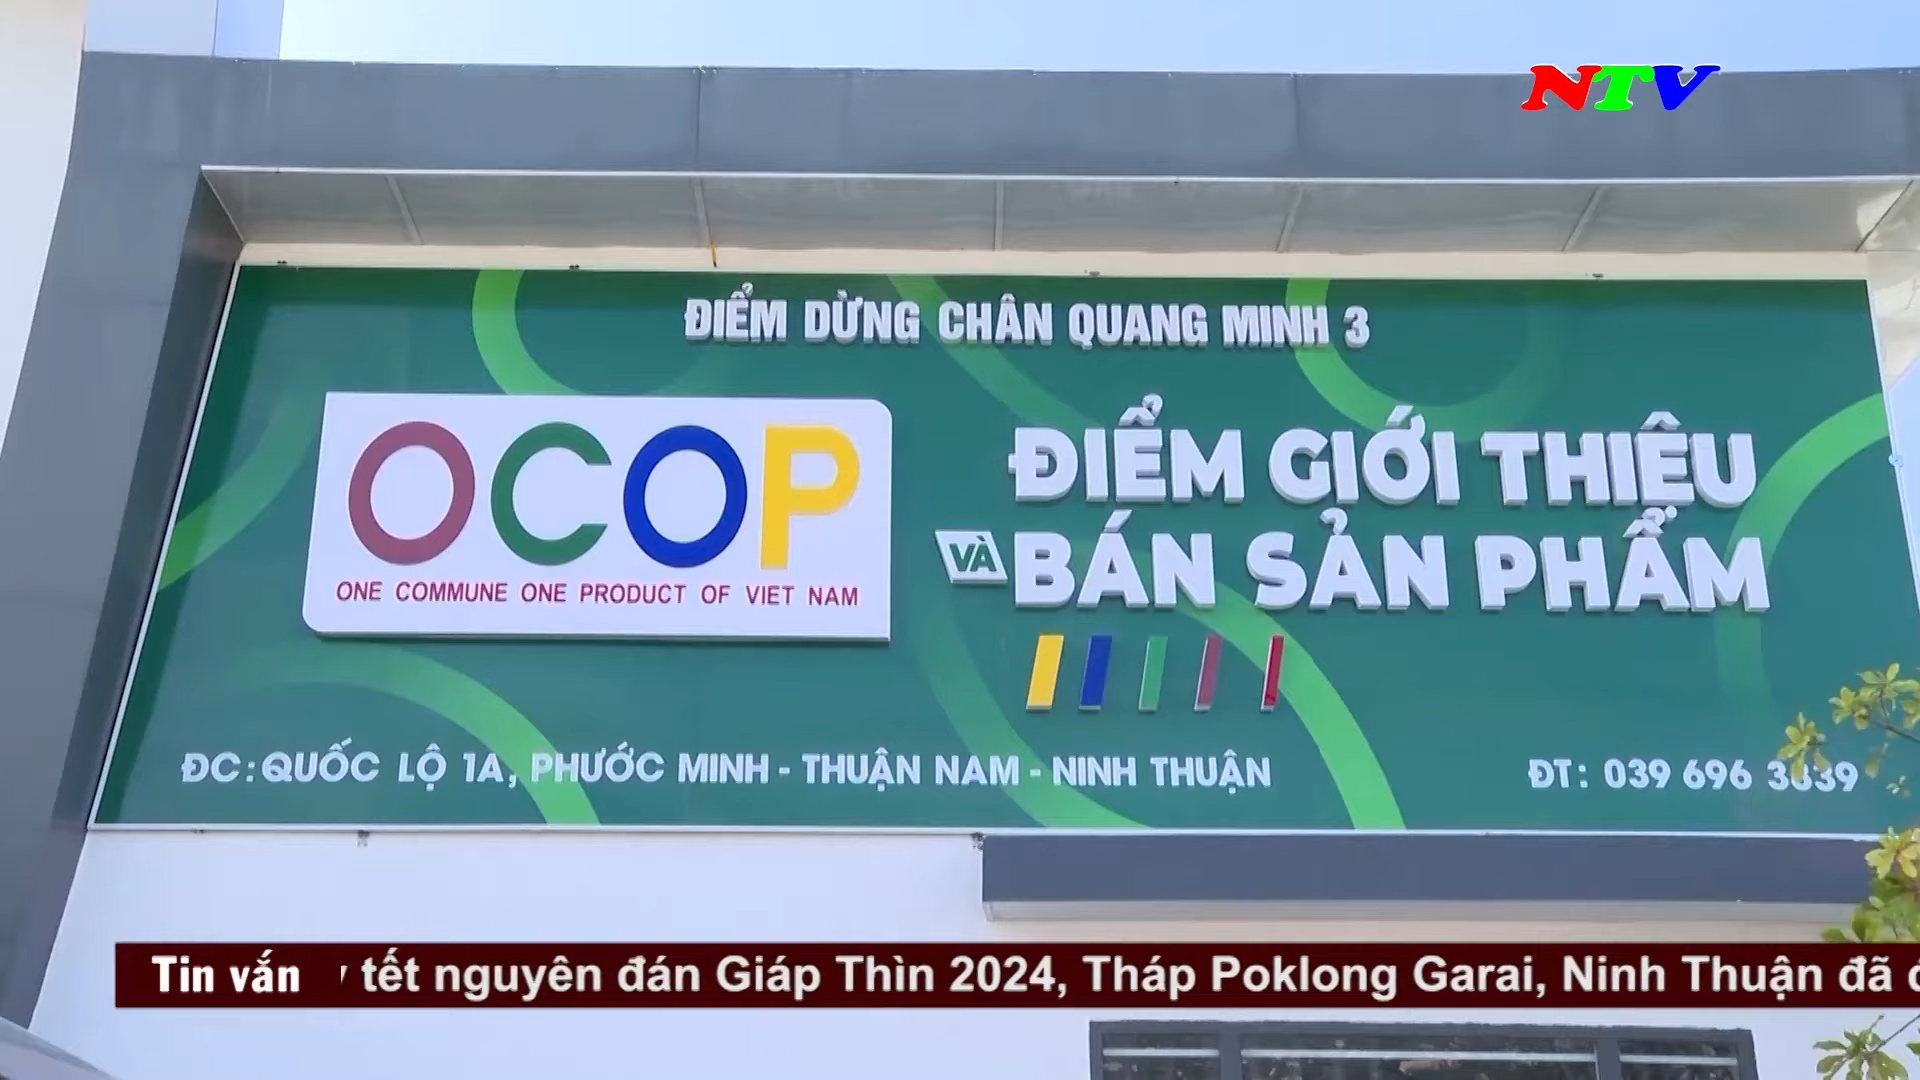 NTV
ĐIỂM DỪNG CHÂN QUANG MINH 3
OCOP
ONE COMMUNE ONE PRODUCT OF VIET NAM
ĐIỂM GIỚI THIỆU
VÀ BÁN SẢN PHẨM
ĐC: QUỐC LỘ 1A, PHƯỚC MINH - THUẬN NAM - NINH THUẬN
ĐT: 039 696
Tin vắn tết nguyên đán Giáp Thìn 2024, Tháp Poklong Garai, Ninh Thuận đã